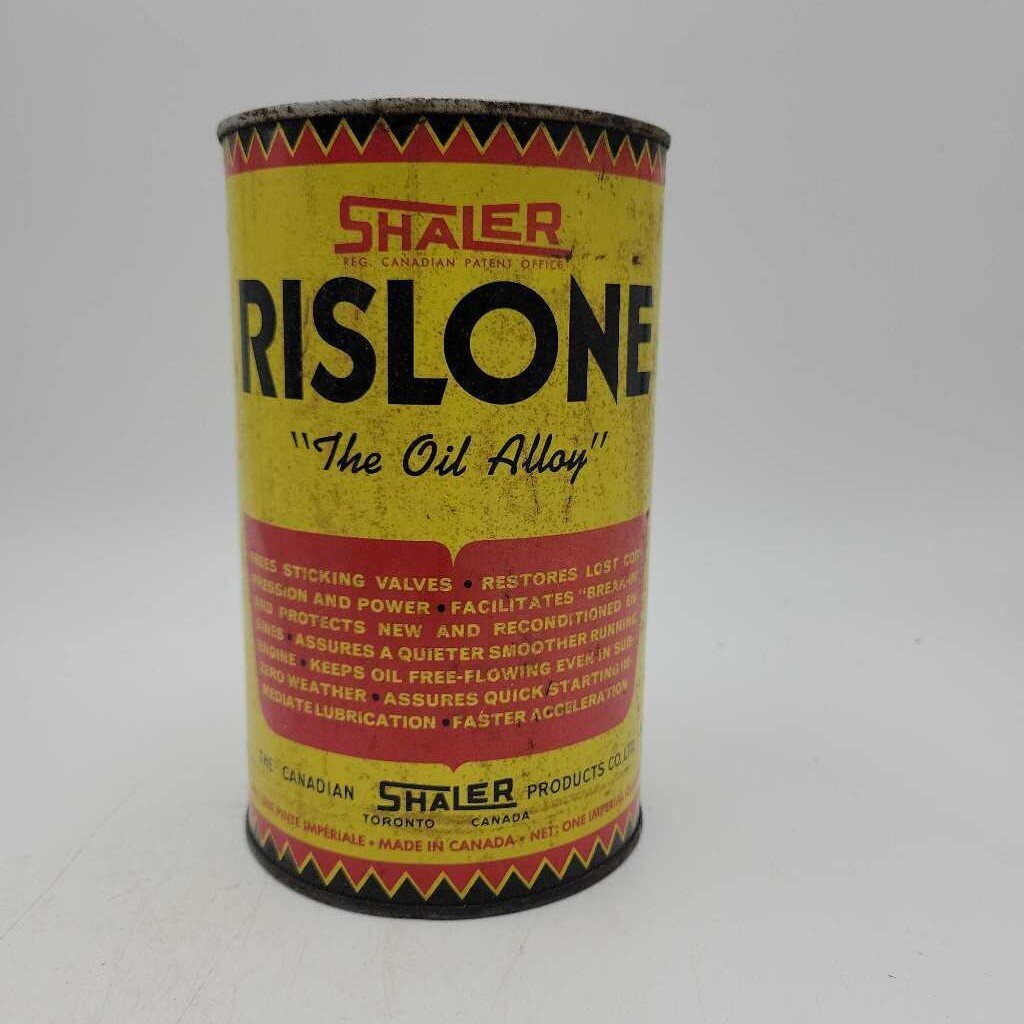 SHALER
REG. CANADIAN PATENT OFFICE
RISLONE
"The Oil Alloy"
STICKING VALVES • RESTORES LOST COM-
PRESSION AND POWER • FACILITATES "BREAK-IN"
AND PROTECTS NEW AND RECONDITIONED EN-
GINES • ASSURES A QUIETER SMOOTHER RUNNING
ENGINE • KEEPS OIL FREE-FLOWING EVEN IN SUB-
ZERO WEATHER • ASSURES QUICK STARTING IM-
MEDIATE LUBRICATION • FASTER ACCELERATION
THE CANADIAN SHALER PRODUCTS CO. LTD.
TORONTO CANADA
PINTE IMPÉRIALE • MADE IN CANADA • NET: ONE IMPERIAL